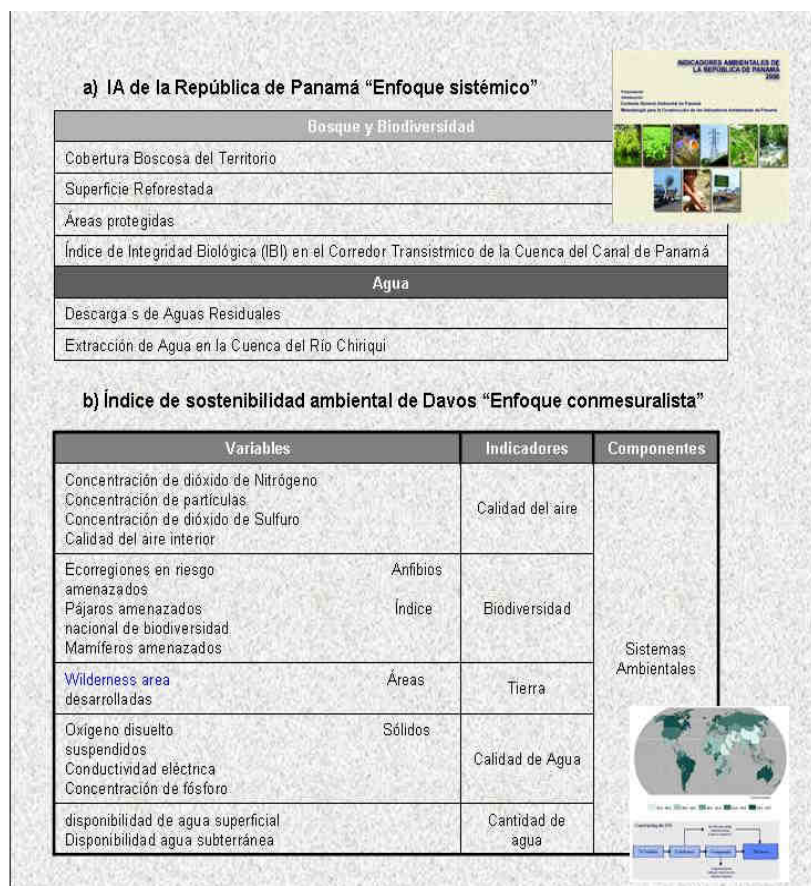 a) IA de la República de Panamá “Enfoque sistémico”
INDICADORES AMBIENTALES DE
LA REPÚBLICA DE PANAMÁ
2006
Bosque y Biodiversidad
Cobertura Boscosa del Territorio
Superficie Reforestada
Áreas protegidas
Índice de Integridad Biológica (IBI) en el Corredor Transístmico de la Cuenca del Canal de Panamá
Agua
Descarga s de Aguas Residuales
Extracción de Agua en la Cuenca del Río Chiriqui
b) Índice de sostenibilidad ambiental de Davos “Enfoque conmesuralista”
Variables Indicadores Componentes
Concentración de dióxido de Nitrógeno
Concentración de partículas
Concentración de dióxido de Sulfuro
Calidad del aire interior
Calidad del aire
Ecorregiones en riesgo Anfibios
amenazados
Pájaros amenazados Índice
nacional de biodiversidad
Mamíferos amenazados
Biodiversidad
Wilderness area Áreas
desarrolladas
Tierra
Oxígeno disuelto Sólidos
suspendidos
Conductividad eléctrica
Concentración de fósforo
Calidad de Agua
disponibilidad de agua superficial
Disponibilidad agua subterránea
Cantidad de
agua
Sistemas
Ambientales